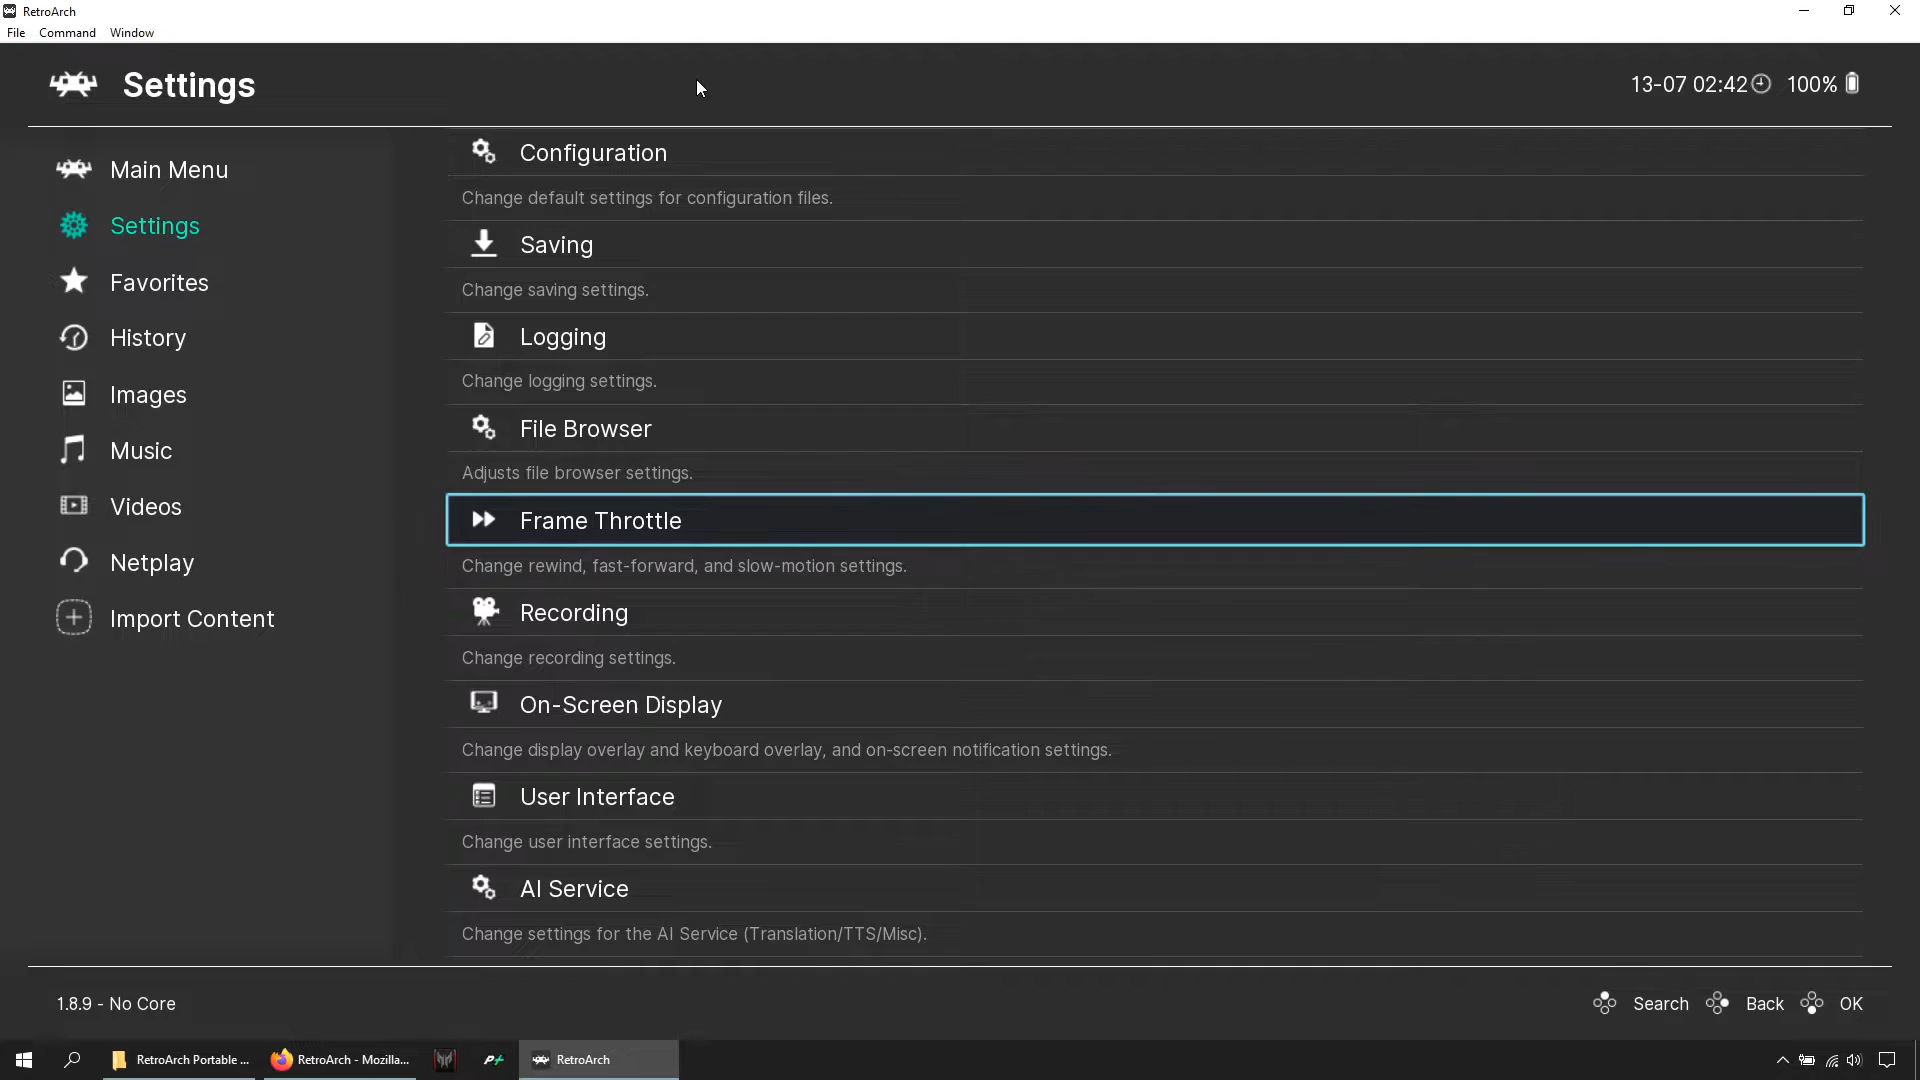 RetroArch
File Command Window
Settings
13-07 02:42 100%
Main Menu
Settings
Favorites
History
Images
Music
Videos
Netplay
Import Content
Configuration
Change default settings for configuration files.
Saving
Change saving settings.
Logging
Change logging settings.
File Browser
Adjusts file browser settings.
Frame Throttle
Change rewind, fast-forward, and slow-motion settings.
Recording
Change recording settings.
On-Screen Display
Change display overlay and keyboard overlay, and on-screen notification settings.
User Interface
Change user interface settings.
AI Service
Change settings for the AI Service (Translation/TTS/Misc).
1.8.9 - No Core
Search Back OK
RetroArch Portable ... RetroArch - Mozilla... RetroArch